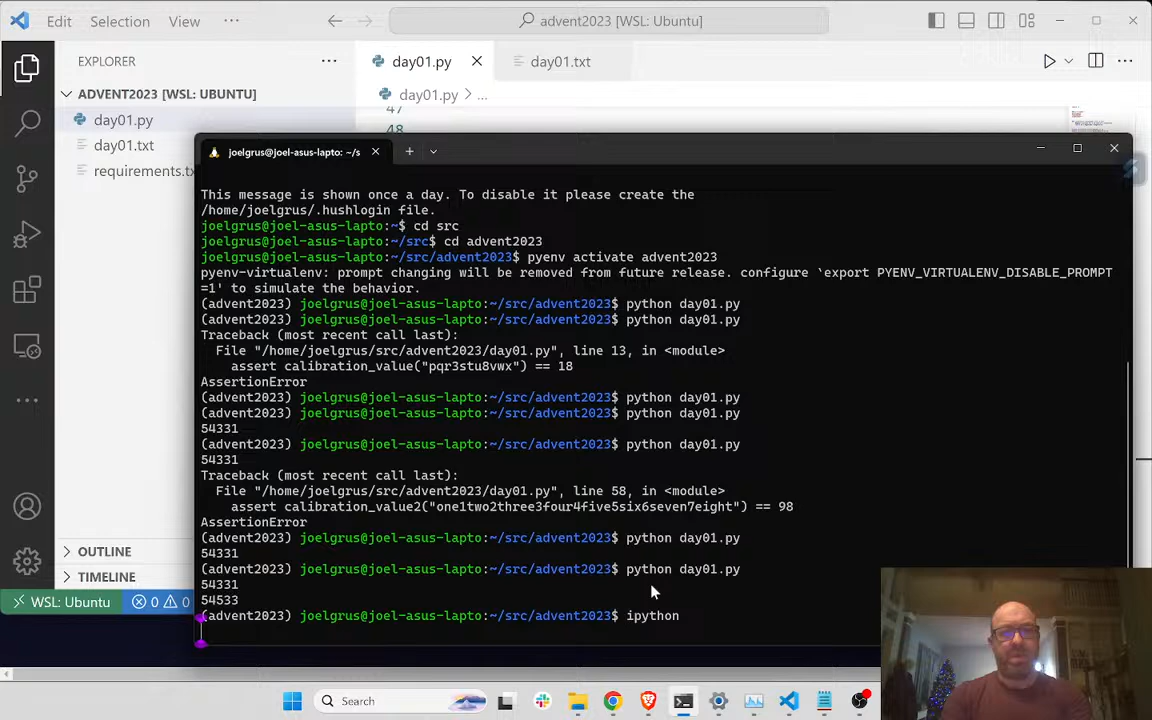 Edit Selection View ··· advent2023 [WSL: Ubuntu]
EXPLORER ··· day01.py day01.txt
ADVENT2023 [WSL: UBUNTU]
day01.py > ...
47
48
day01.py
day01.txt
requirements.tx
OUTLINE
TIMELINE
WSL: Ubuntu 0 0
joelgrus@joel-asus-lapto: ~/s
This message is shown once a day. To disable it please create the
/home/joelgrus/.hushlogin file.
joelgrus@joel-asus-lapto:~$ cd src
joelgrus@joel-asus-lapto:~/src$ cd advent2023
joelgrus@joel-asus-lapto:~/src/advent2023$ pyenv activate advent2023
pyenv-virtualenv: prompt changing will be removed from future release. configure `export PYENV_VIRTUALENV_DISABLE_PROMPT
=1' to simulate the behavior.
(advent2023) joelgrus@joel-asus-lapto:~/src/advent2023$ python day01.py
(advent2023) joelgrus@joel-asus-lapto:~/src/advent2023$ python day01.py
Traceback (most recent call last):
File "/home/joelgrus/src/advent2023/day01.py", line 13, in <module>
assert calibration_value("pqr3stu8vwx") == 18
AssertionError
(advent2023) joelgrus@joel-asus-lapto:~/src/advent2023$ python day01.py
(advent2023) joelgrus@joel-asus-lapto:~/src/advent2023$ python day01.py
54331
(advent2023) joelgrus@joel-asus-lapto:~/src/advent2023$ python day01.py
54331
Traceback (most recent call last):
File "/home/joelgrus/src/advent2023/day01.py", line 58, in <module>
assert calibration_value2("one1two2three3four4five5six6seven7eight") == 98
AssertionError
(advent2023) joelgrus@joel-asus-lapto:~/src/advent2023$ python day01.py
54331
(advent2023) joelgrus@joel-asus-lapto:~/src/advent2023$ python day01.py
54331
54533
(advent2023) joelgrus@joel-asus-lapto:~/src/advent2023$ ipython
Search